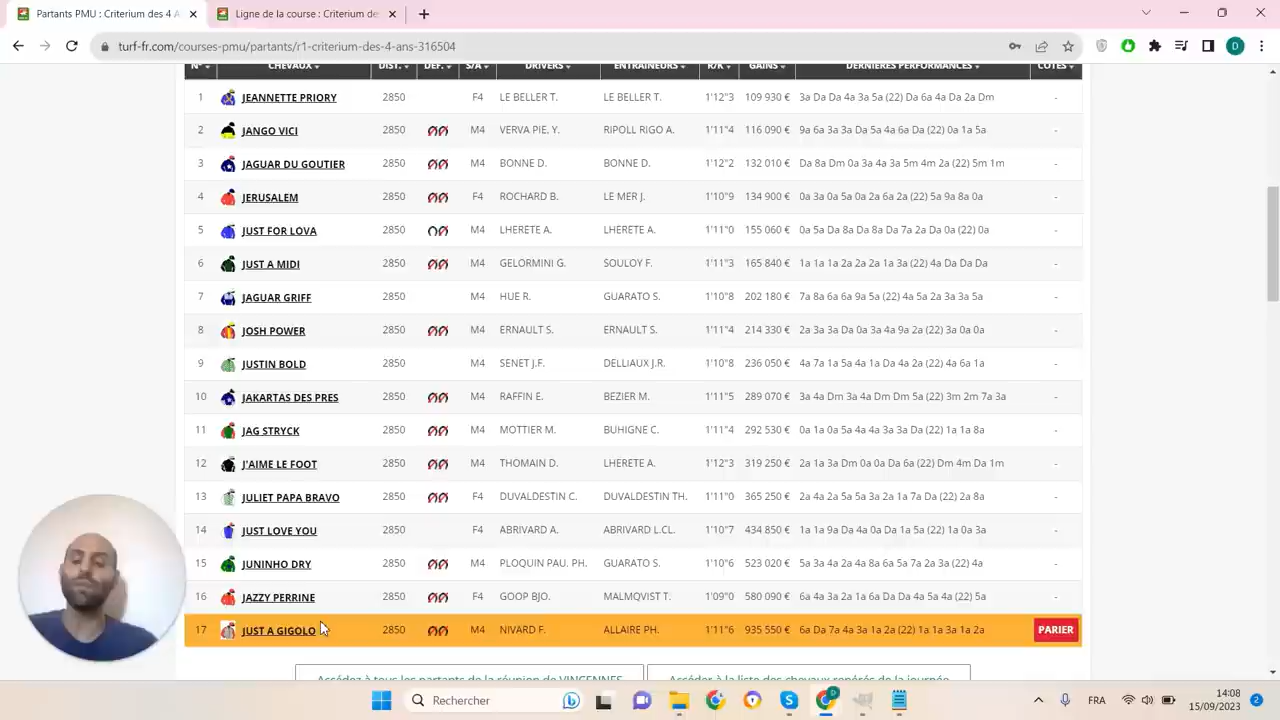 Partants PMU : Criterium des 4 A
Ligne de course : Criterium de
turf-fr.com/courses-pmu/partants/r1-criterium-des-4-ans-316504
N° CHEVAUX DIST. DEF. S/A DRIVERS ENTRAÎNEURS R/K GAINS DERNIÈRES PERFORMANCES COTES
1 JEANNETTE PRIORY 2850 F4 LE BELLER T. LE BELLER T. 1'12"3 109 930 € 3a Da Da 4a 3a 5a (22) Da 6a 4a Da 2a Dm -
2 JANGO VICI 2850 M4 VERVA PIE. Y. RIPOLL RIGO A. 1'11"4 116 090 € 9a 6a 3a 3a Da 5a 4a 6a Da (22) 0a 1a 5a -
3 JAGUAR DU GOUTIER 2850 M4 BONNE D. BONNE D. 1'12"2 132 010 € Da 8a Dm 0a 3a 4a 3a 5m 4m 2a (22) 5m 1m -
4 JERUSALEM 2850 F4 ROCHARD B. LE MER J. 1'10"9 134 900 € 0a 3a 0a 5a 0a 2a 6a 2a (22) 5a 9a 8a 0a -
5 JUST FOR LOVA 2850 M4 LHERETE A. LHERETE A. 1'11"0 155 060 € 0a 5a Da 8a Da 8a Da 7a 2a Da 0a (22) 0a -
6 JUST A MIDI 2850 M4 GELORMINI G. SOULOY F. 1'11"3 165 840 € 1a 1a 1a 2a 2a 2a 1a 3a (22) 4a Da Da Da -
7 JAGUAR GRIFF 2850 M4 HUE R. GUARATO S. 1'10"8 202 180 € 7a 8a 6a 6a 9a 5a (22) 4a 5a 2a 3a 3a 5a -
8 JOSH POWER 2850 M4 ERNAULT S. ERNAULT S. 1'11"4 214 330 € 2a 3a 3a Da 0a 3a 4a 9a 2a (22) 3a 0a 0a -
9 JUSTIN BOLD 2850 M4 SENET J.F. DELLIAUX J.R. 1'10"8 236 050 € 4a 7a 1a 5a 4a 1a Da 4a 2a (22) 4a 6a 1a -
10 JAKARTAS DES PRES 2850 M4 RAFFIN E. BEZIER M. 1'11"5 289 070 € 3a 4a Dm 3a 4a Dm Dm 5a (22) 3m 2m 7a 3a -
11 JAG STRYCK 2850 M4 MOTTIER M. BUHIGNE C. 1'11"4 292 530 € 0a 1a 0a 5a 4a 4a 3a 3a Da (22) 1a 1a 8a -
12 J'AIME LE FOOT 2850 M4 THOMAIN D. LHERETE A. 1'12"3 319 250 € 2a 1a 3a Dm 0a 0a Da 6a (22) Dm 4m Da 1m -
13 JULIET PAPA BRAVO 2850 F4 DUVALDESTIN C. DUVALDESTIN TH. 1'11"0 365 250 € 2a 4a 2a 5a 5a 3a 2a 1a 7a Da (22) 2a 8a -
14 JUST LOVE YOU 2850 F4 ABRIVARD A. ABRIVARD L.CL. 1'10"7 434 850 € 1a 1a 9a Da 4a 0a Da 1a 5a (22) 1a 0a 3a -
15 JUNINHO DRY 2850 M4 PLOQUIN PAU. PH. GUARATO S. 1'10"6 523 020 € 5a 3a 4a 2a 4a 8a 6a 5a 7a 2a 3a (22) 4a -
16 JAZZY PERRINE 2850 F4 GOOP BJO. MALMQVIST T. 1'09"0 580 090 € 6a 4a 3a 2a 1a 6a Da Da 4a 5a 4a (22) 5a -
17 JUST A GIGOLO 2850 M4 NIVARD F. ALLAIRE PH. 1'11"6 935 550 € 6a Da 7a 4a 3a 1a 2a (22) 1a 1a 3a 1a 2a PARIER
Accédez à tous les partants de la réunion de VINCENNES
Accéder à la liste des chevaux repérés de la journée
Rechercher
FRA
14:08
15/09/2023
2